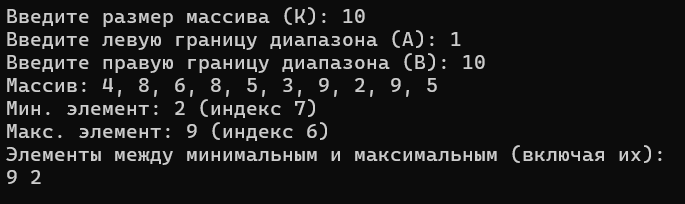 Введите размер массива (K): 10
Введите левую границу диапазона (A): 1
Введите правую границу диапазона (B): 10
Массив: 4, 8, 6, 8, 5, 3, 9, 2, 9, 5
Мин. элемент: 2 (индекс 7)
Макс. элемент: 9 (индекс 6)
Элементы между минимальным и максимальным (включая их):
9 2